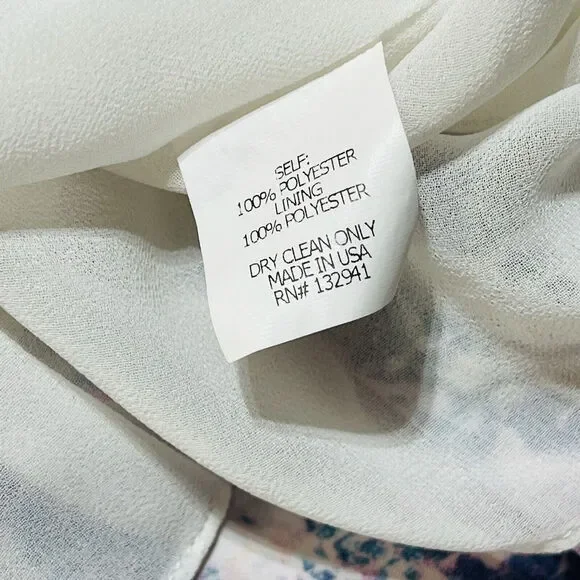 SELF:
100% POLYESTER
LINING
100% POLYESTER
DRY CLEAN ONLY
MADE IN USA
RN# 132941